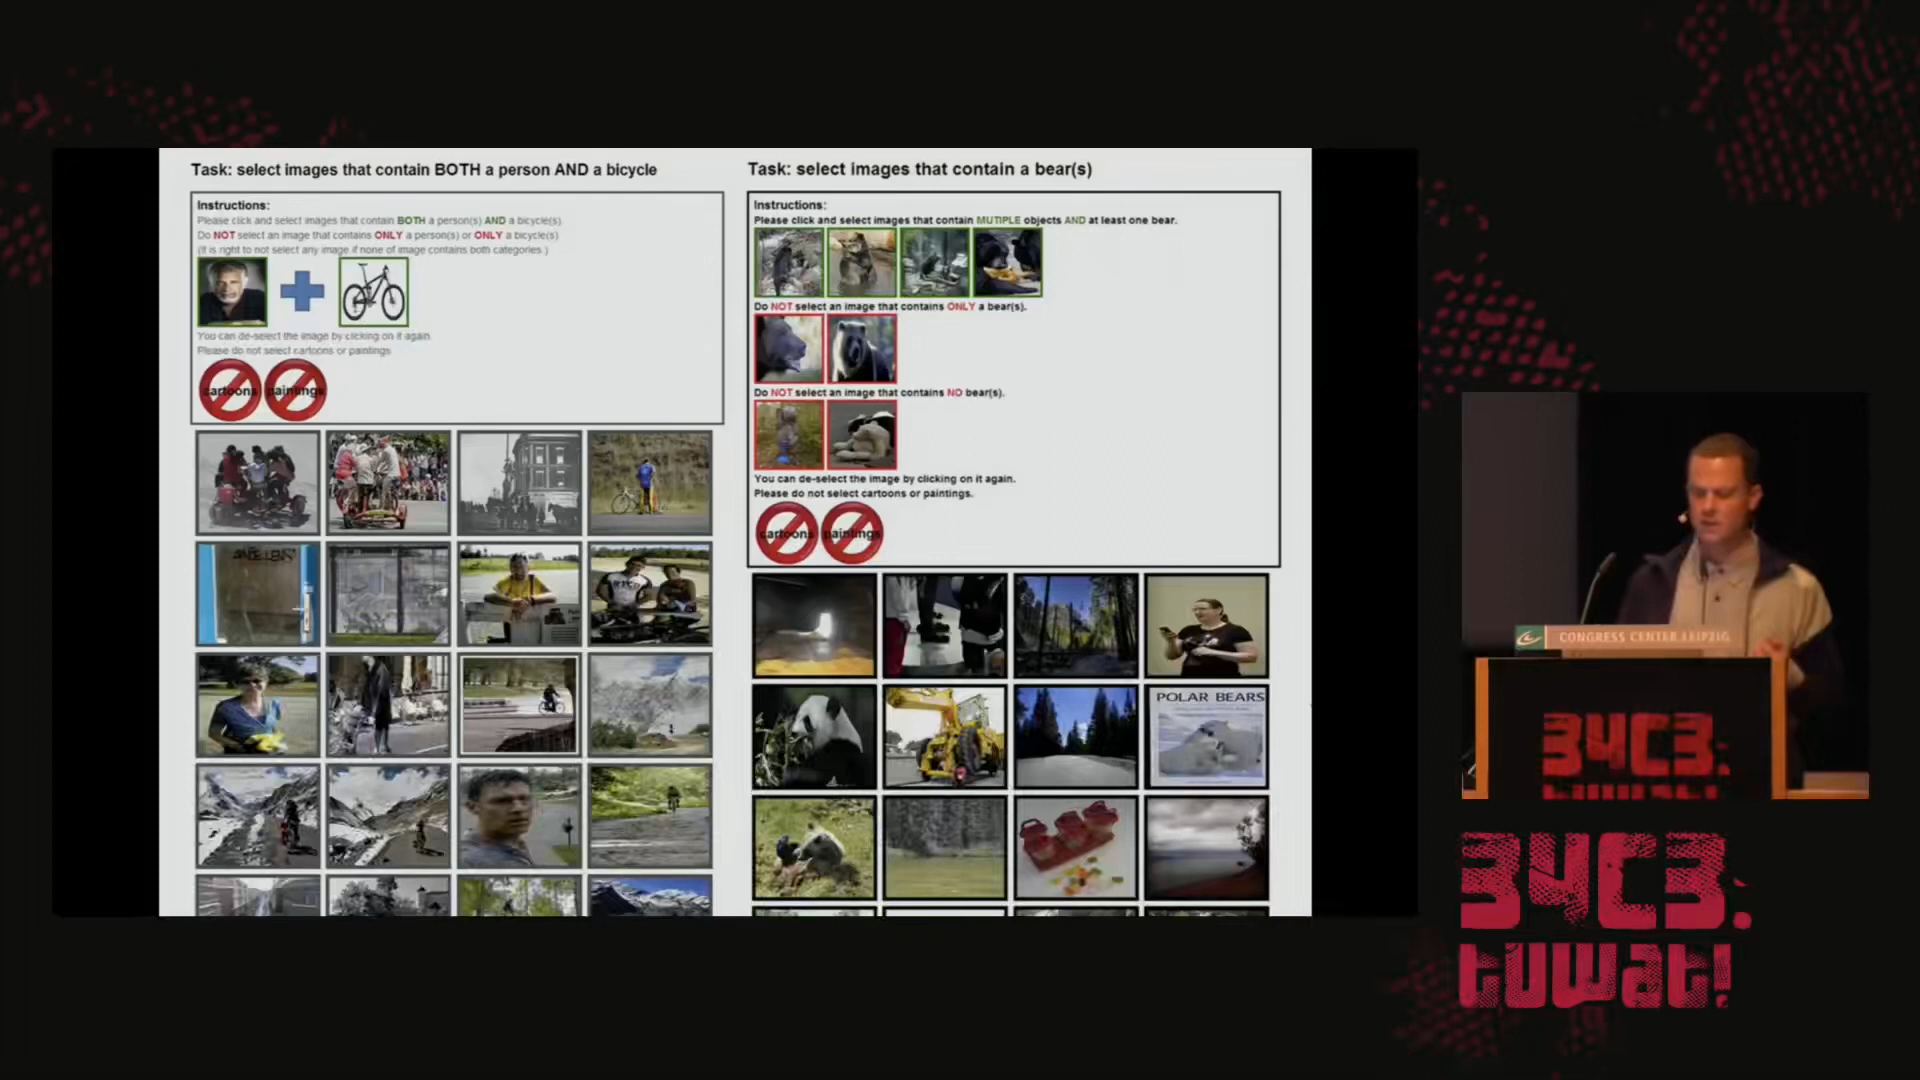 Task: select images that contain BOTH a person AND a bicycle
Instructions:
Please click and select images that contain BOTH a person(s) AND a bicycle(s).
Do NOT select an image that contains ONLY a person(s) or ONLY a bicycle(s)
(It is right to not select any image if none of image contains both categories.)
You can de-select the image by clicking on it again.
Please do not select cartoons or paintings
cartoons
paintings
Task: select images that contain a bear(s)
Instructions:
Please click and select images that contain MUTIPLE objects AND at least one bear.
Do NOT select an image that contains ONLY a bear(s).
Do NOT select an image that contains NO bear(s).
You can de-select the image by clicking on it again.
Please do not select cartoons or paintings.
cartoons
paintings
POLAR BEARS
CONGRESS CENTER LEIPZIG
34C3.
34C3.
tuwat!